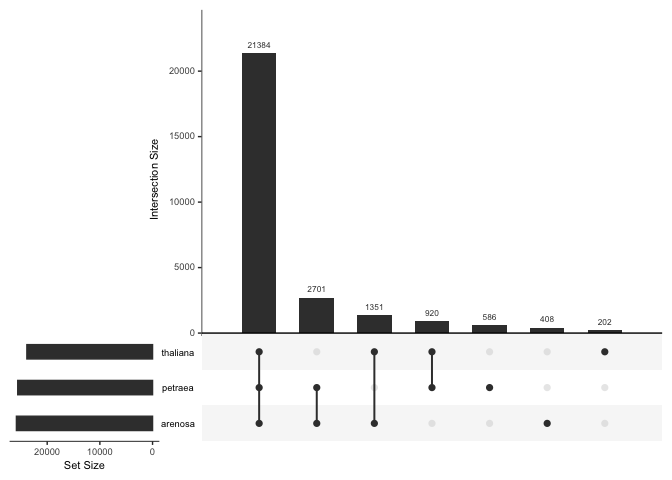 21384
20000
15000
Intersection Size
10000
5000
2701
1351
920
586
408
202
0
thaliana
petraea
arenosa
20000 10000 0
Set Size